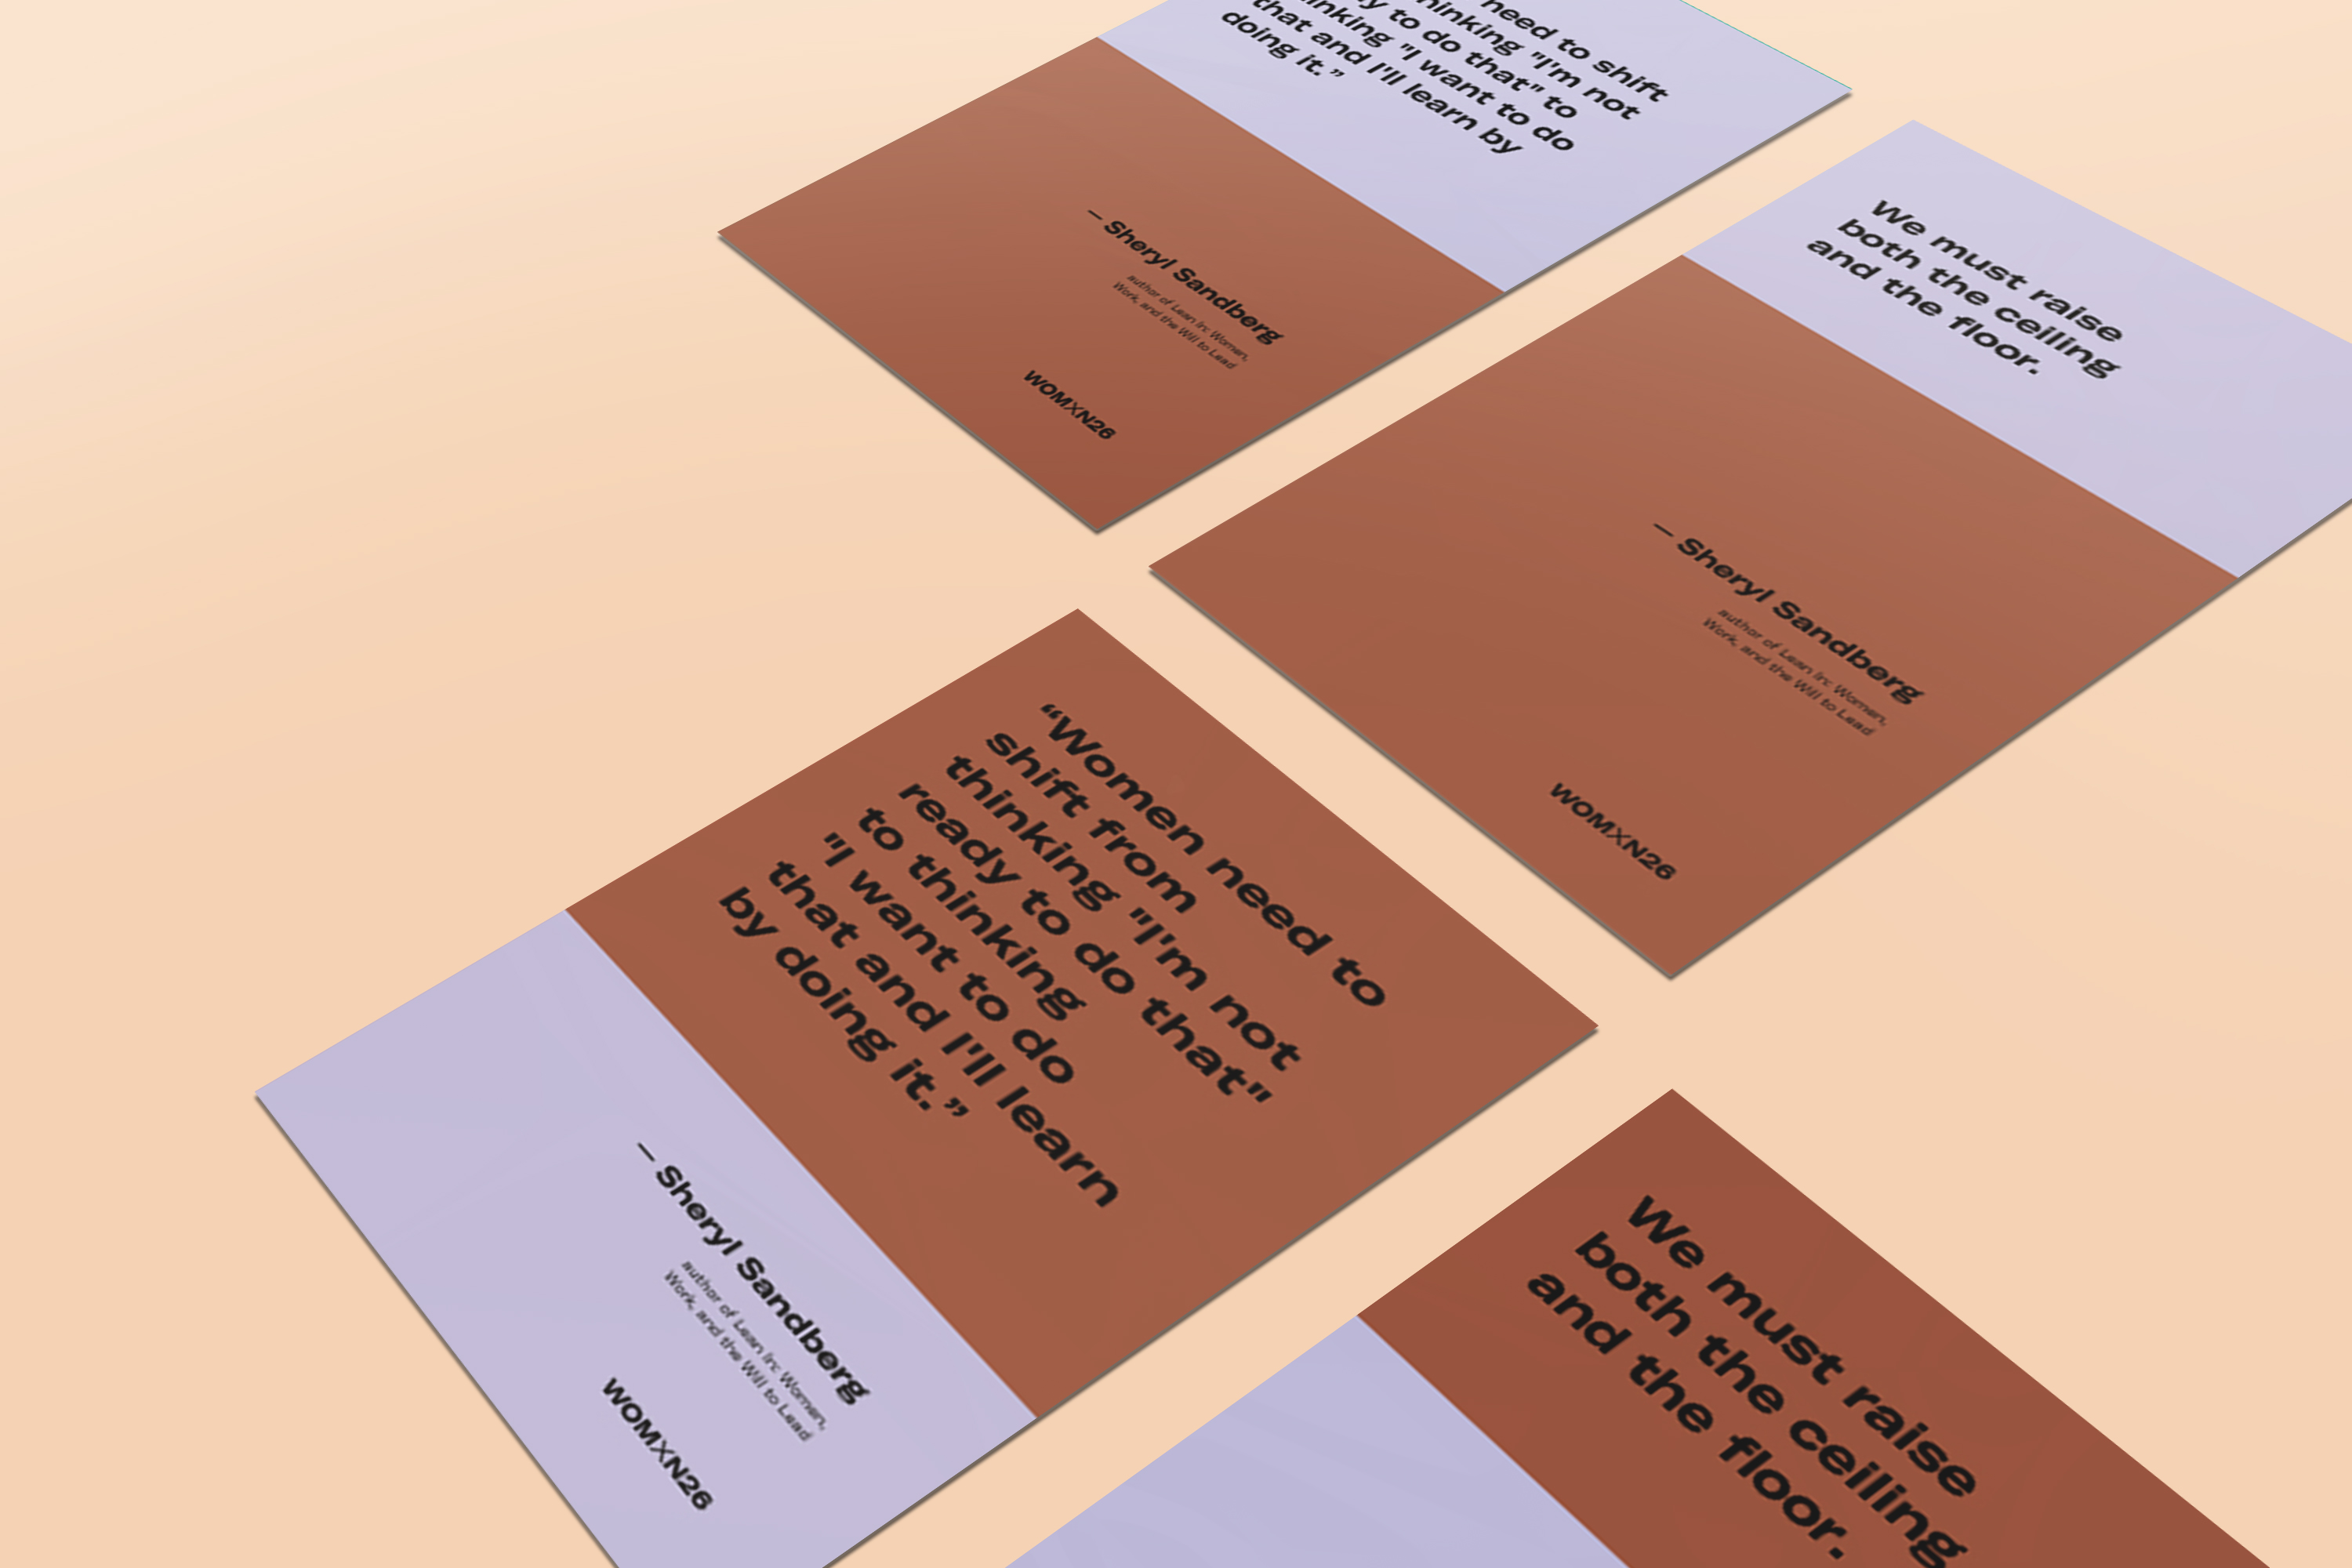 need to shift
thinking "I'm not
to do that" to
thinking "I want to do
that and I'll learn by
doing it.”
— Sheryl Sandberg
author of Lean In: Women,
Work, and the Will to Lead
WOMXN26
We must raise
both the ceiling
and the floor.
— Sheryl Sandberg
author of Lean In: Women,
Work, and the Will to Lead
WOMXN26
“Women need to
shift from
thinking "I'm not
ready to do that"
to thinking
"I want to do
that and I'll learn
by doing it.”
— Sheryl Sandberg
author of Lean In: Women,
Work, and the Will to Lead
WOMXN26
We must raise
both the ceiling
and the floor.